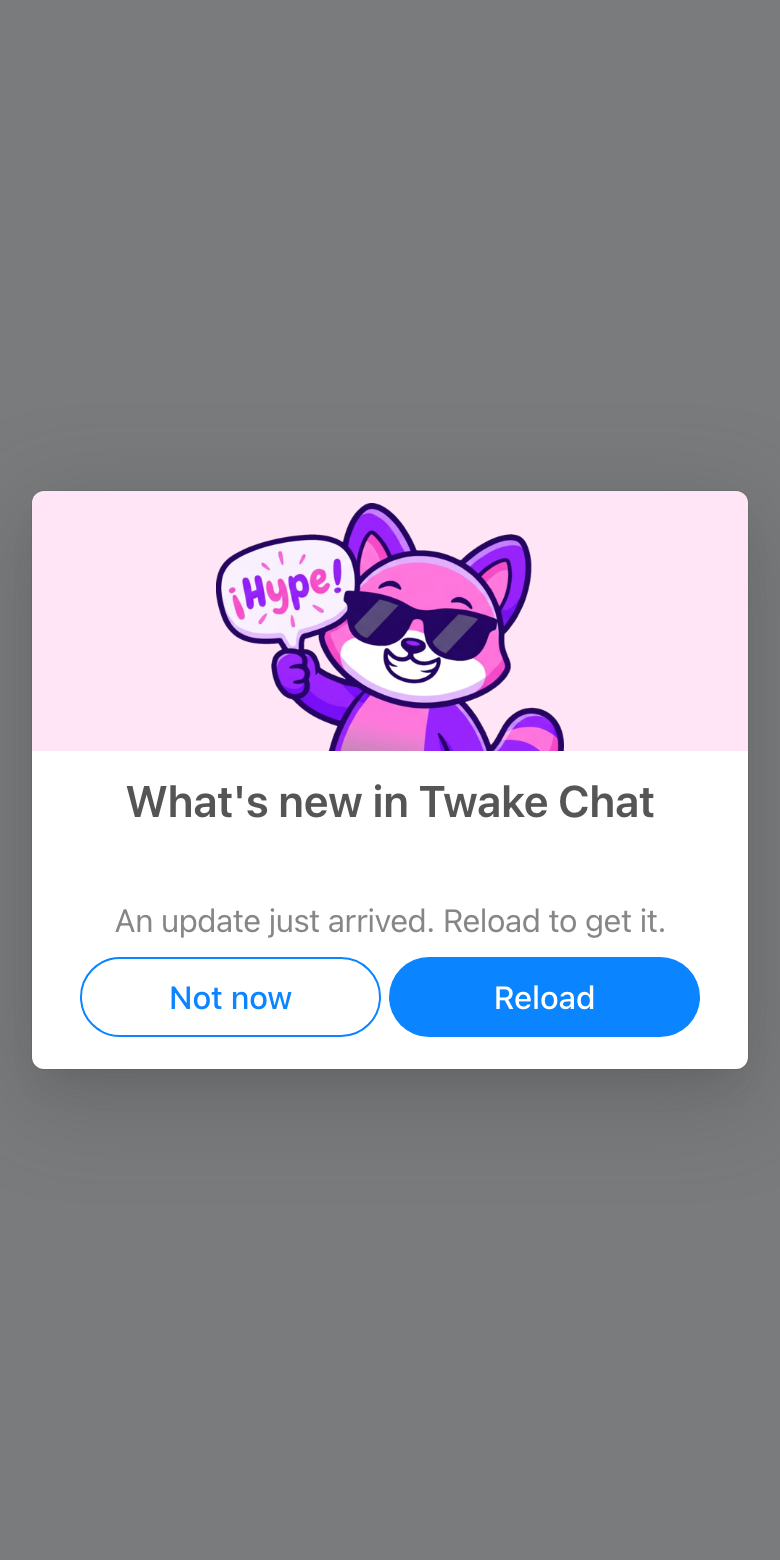 ¡Hype!
What's new in Twake Chat
An update just arrived. Reload to get it.
Not now
Reload